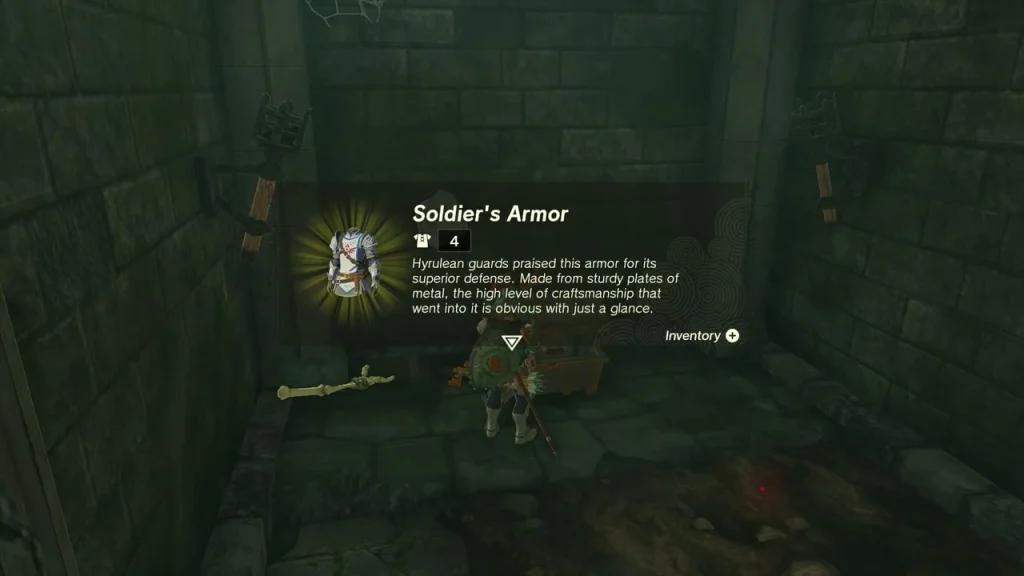 Soldier's Armor
4
Hyrulean guards praised this armor for its
superior defense. Made from sturdy plates of
metal, the high level of craftsmanship that
went into it is obvious with just a glance.
Inventory